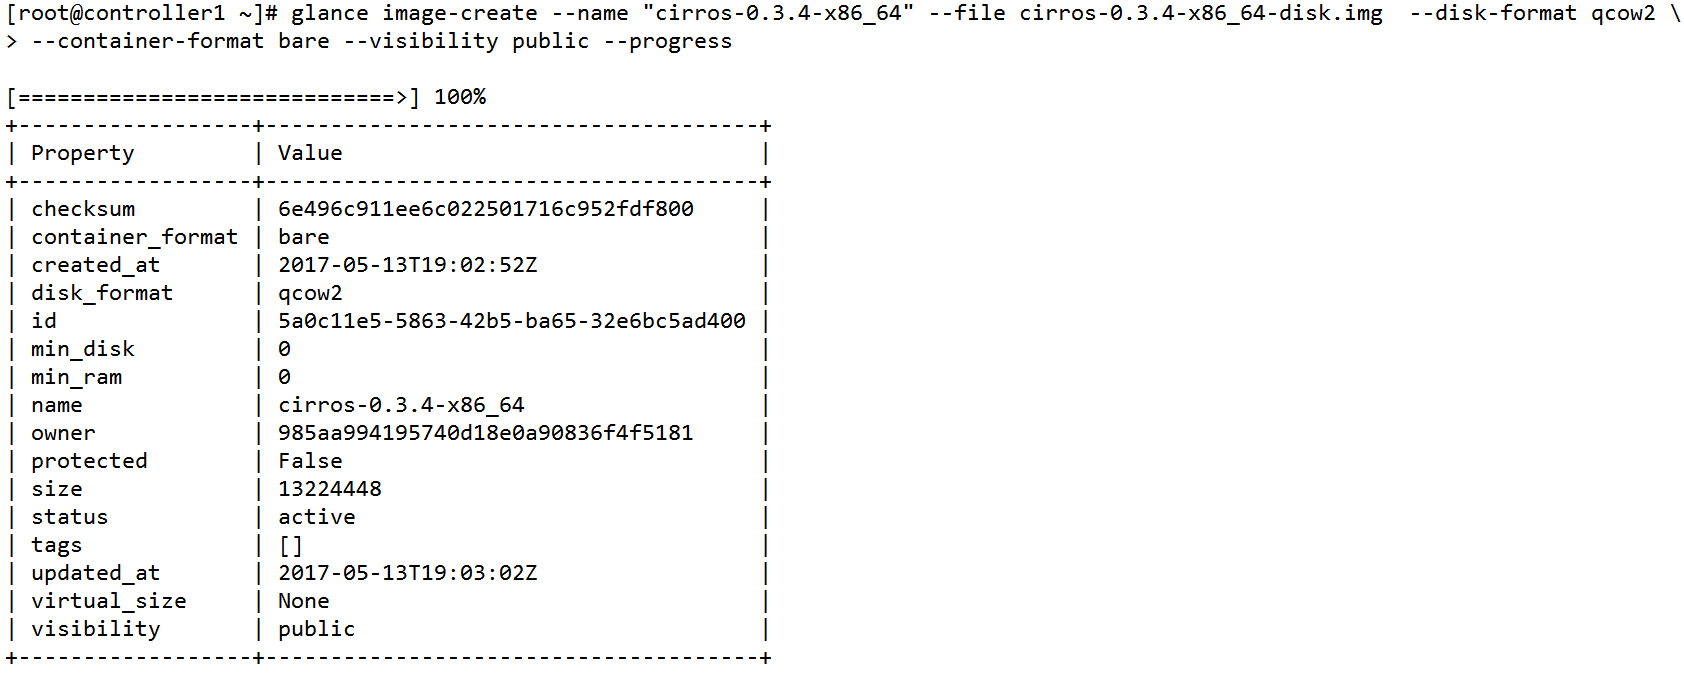 [root@controller1 ~]# glance image-create --name "cirros-0.3.4-x86_64" --file cirros-0.3.4-x86_64-disk.img  --disk-format qcow2 \
> --container-format bare --visibility public --progress

[=============================>] 100%
+------------------+--------------------------------------+
| Property         | Value                                |
+------------------+--------------------------------------+
| checksum         | 6e496c911ee6c022501716c952fdf800     |
| container_format | bare                                 |
| created_at       | 2017-05-13T19:02:52Z                 |
| disk_format      | qcow2                                |
| id               | 5a0c11e5-5863-42b5-ba65-32e6bc5ad400 |
| min_disk         | 0                                    |
| min_ram          | 0                                    |
| name             | cirros-0.3.4-x86_64                  |
| owner            | 985aa994195740d18e0a90836f4f5181     |
| protected        | False                                |
| size             | 13224448                             |
| status           | active                               |
| tags             | []                                   |
| updated_at       | 2017-05-13T19:03:02Z                 |
| virtual_size     | None                                 |
| visibility       | public                               |
+------------------+--------------------------------------+